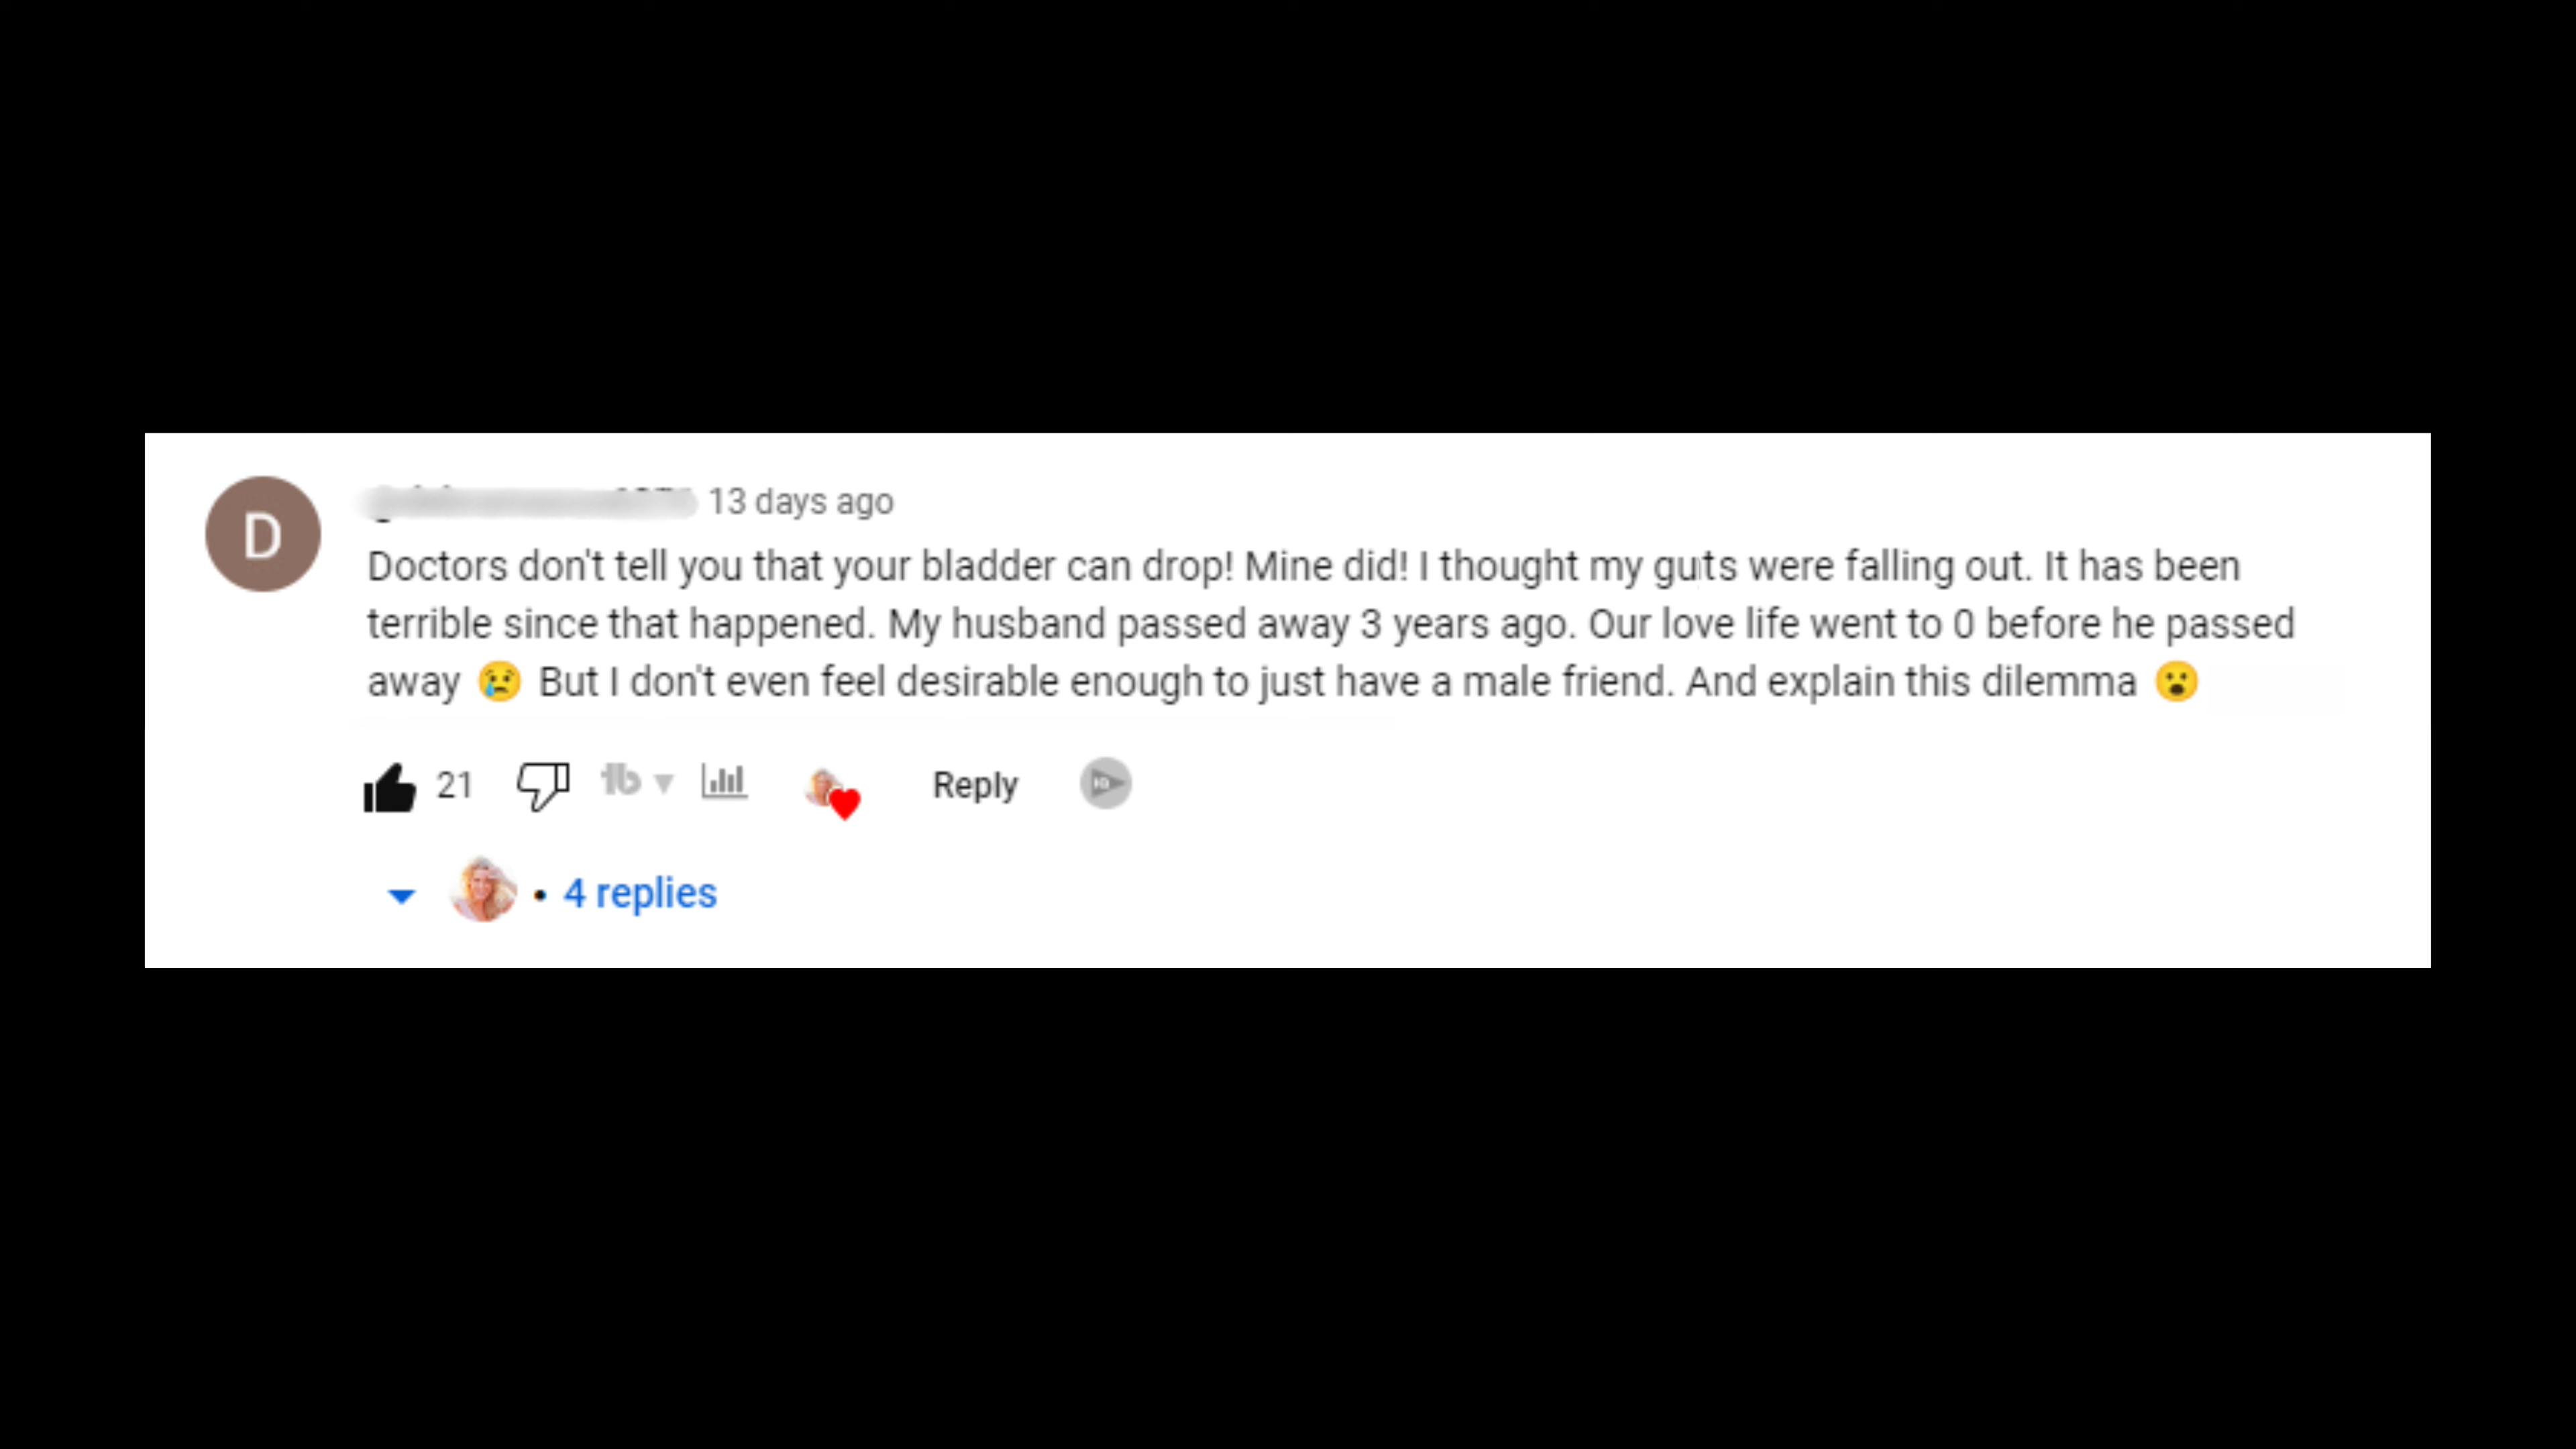 D
13 days ago
Doctors don't tell you that your bladder can drop! Mine did! I thought my guts were falling out. It has been
terrible since that happened. My husband passed away 3 years ago. Our love life went to 0 before he passed
away 😢 But I don't even feel desirable enough to just have a male friend. And explain this dilemma 😮
21 tb Reply
• 4 replies